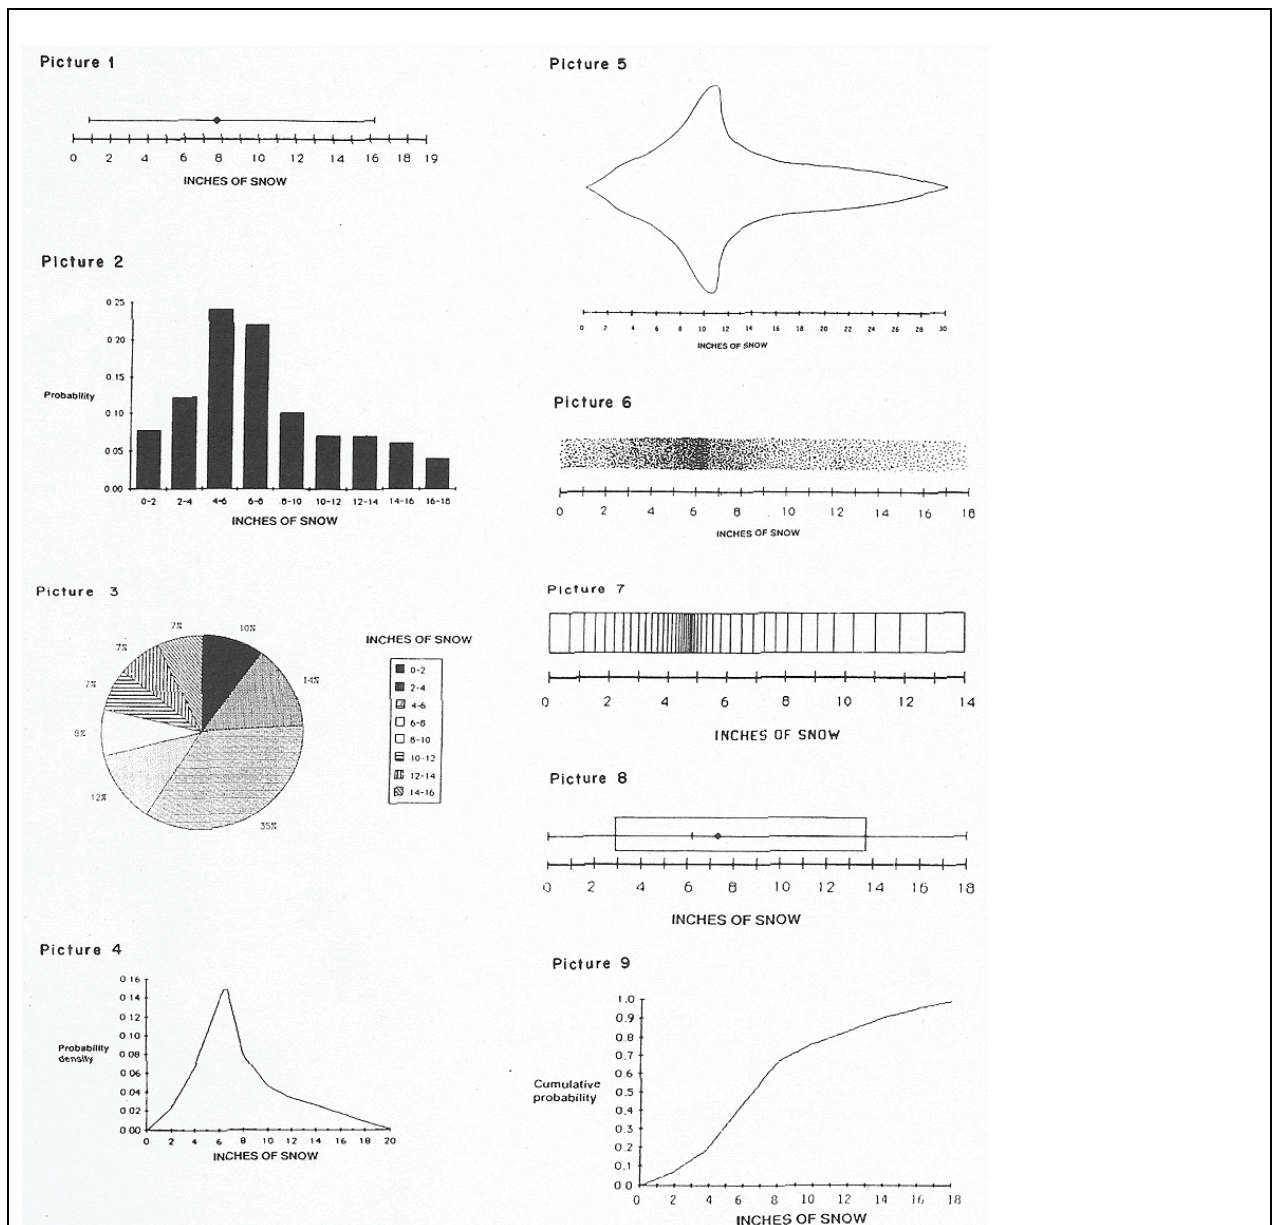 Picture 1
0 2 4 6 8 10 12 14 16 18 19
INCHES OF SNOW
Picture 2
0.25
0.20
0.15
0.10
0.05
0.00
Probability
0-2 2-4 4-6 6-8 8-10 10-12 12-14 14-16 16-18
INCHES OF SNOW
Picture 3
7% 10%
7%
14%
7%
8%
12%
35%
INCHES OF SNOW
0-2
2-4
4-6
6-8
8-10
10-12
12-14
14-16
Picture 4
0.16
0.14
0.12
0.10
0.08
0.06
0.04
0.02
0.00
Probability
density
0 2 4 6 8 10 12 14 16 18 20
INCHES OF SNOW
Picture 5
0 2 4 6 8 10 12 14 16 18 20 22 24 26 28 30
INCHES OF SNOW
Picture 6
0 2 4 6 8 10 12 14 16 18
INCHES OF SNOW
Picture 7
0 2 4 6 8 10 12 14
INCHES OF SNOW
Picture 8
0 2 4 6 8 10 12 14 16 18
INCHES OF SNOW
Picture 9
1.0
0.9
0.8
0.7
0.6
0.5
0.4
0.3
0.2
0.1
0.0
Cumulative
probability
0 2 4 6 8 10 12 14 16 18
INCHES OF SNOW